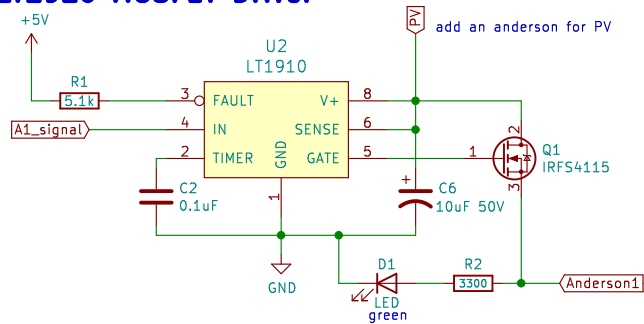 +5V
PV
add an anderson for PV
U2
LT1910
R1
5.1k
3
FAULT
V+
8
A1_signal
4
IN
SENSE
6
2
TIMER
GND
GATE
5
1
2
Q1
IRFS4115
3
1
C2
0.1uF
+
C6
10uF 50V
GND
D1
LED
green
R2
3300
Anderson1